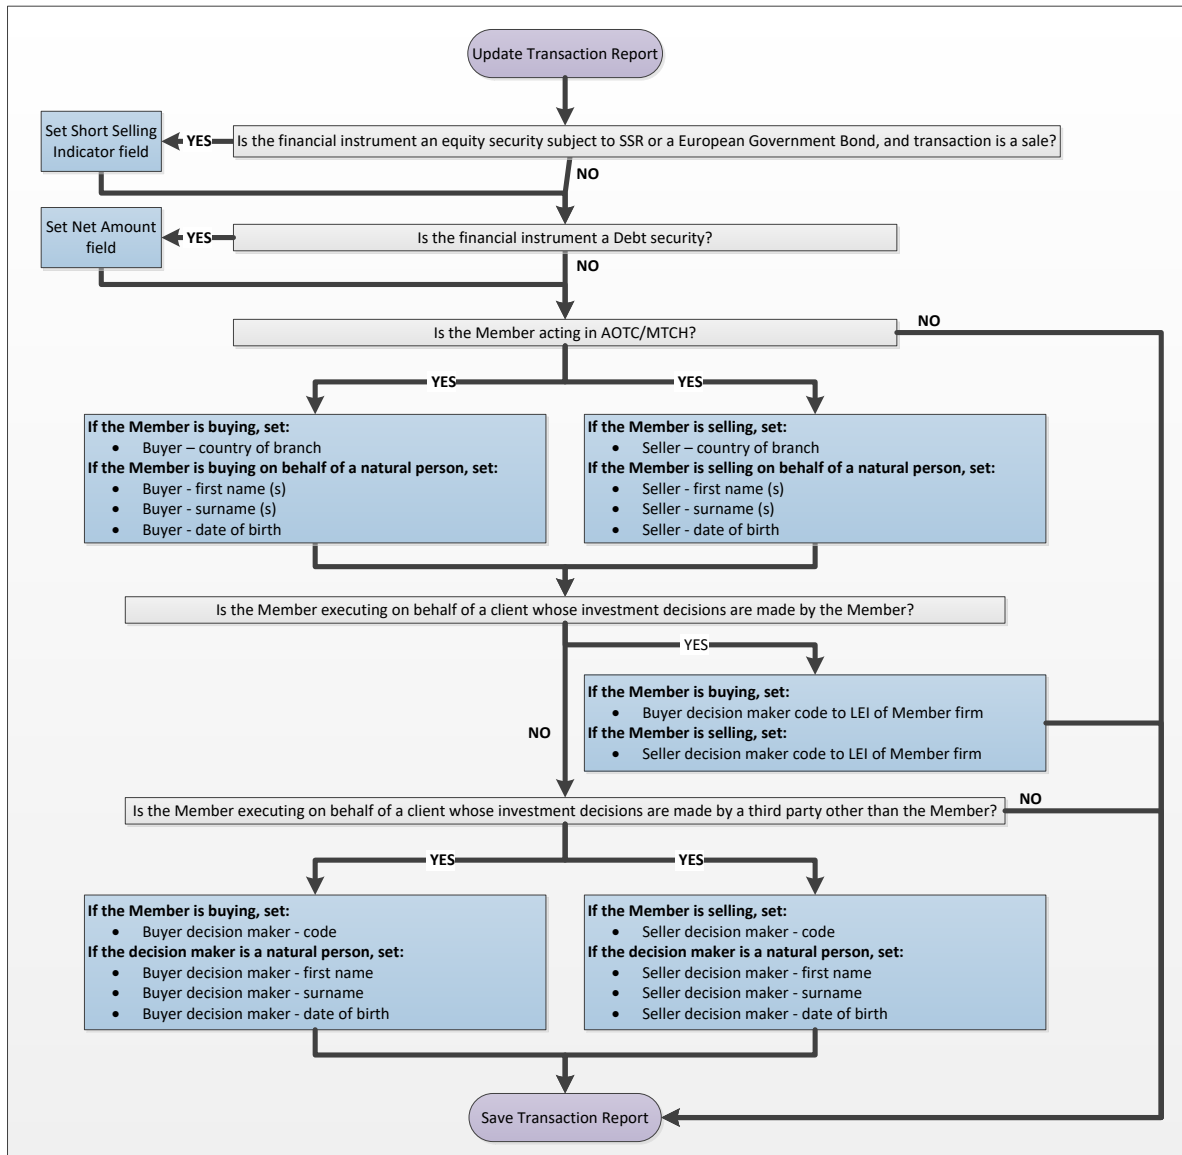 Update Transaction Report
Set Short Selling
Indicator field
YES
Is the financial instrument an equity security subject to SSR or a European Government Bond, and transaction is a sale?
NO
Set Net Amount
field
YES
Is the financial instrument a Debt security?
NO
Is the Member acting in AOTC/MTCH?
NO
YES
YES
If the Member is buying, set:
• Buyer – country of branch
If the Member is buying on behalf of a natural person, set:
• Buyer - first name (s)
• Buyer - surname (s)
• Buyer - date of birth
If the Member is selling, set:
• Seller – country of branch
If the Member is selling on behalf of a natural person, set:
• Seller - first name (s)
• Seller - surname (s)
• Seller - date of birth
Is the Member executing on behalf of a client whose investment decisions are made by the Member?
YES
If the Member is buying, set:
• Buyer decision maker code to LEI of Member firm
If the Member is selling, set:
• Seller decision maker code to LEI of Member firm
NO
Is the Member executing on behalf of a client whose investment decisions are made by a third party other than the Member?
NO
YES
YES
If the Member is buying, set:
• Buyer decision maker - code
If the decision maker is a natural person, set:
• Buyer decision maker - first name
• Buyer decision maker - surname
• Buyer decision maker - date of birth
If the Member is selling, set:
• Seller decision maker - code
If the decision maker is a natural person, set:
• Seller decision maker - first name
• Seller decision maker - surname
• Seller decision maker - date of birth
Save Transaction Report